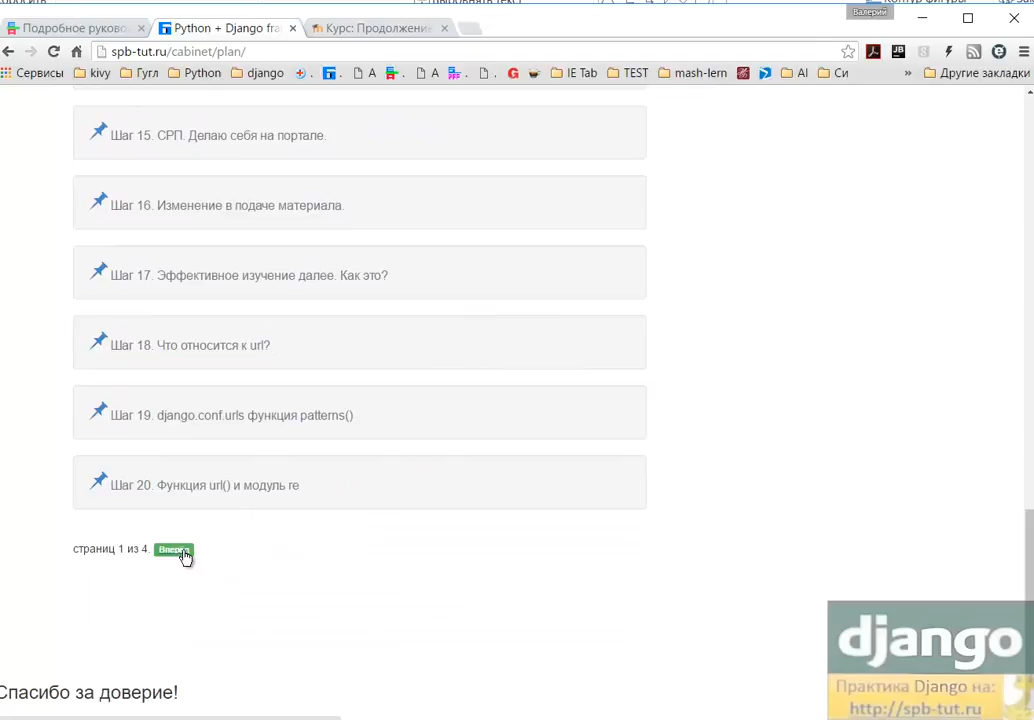 Валерий
Подробное руково
Python + Django fra
Курс: Продолжение
spb-tut.ru/cabinet/plan/
Сервисы kivy Гугл Python django A A G IE Tab TEST mash-lern AI Си » Другие закладки
Шаг 15. СРП. Делаю себя на портале.
Шаг 16. Изменение в подаче материала.
Шаг 17. Эффективное изучение далее. Как это?
Шаг 18. Что относится к url?
Шаг 19. django.conf.urls функция patterns()
Шаг 20. Функция url() и модуль re
страниц 1 из 4. Вперед
django
Практика Django на:
http://spb-tut.ru
Спасибо за доверие!